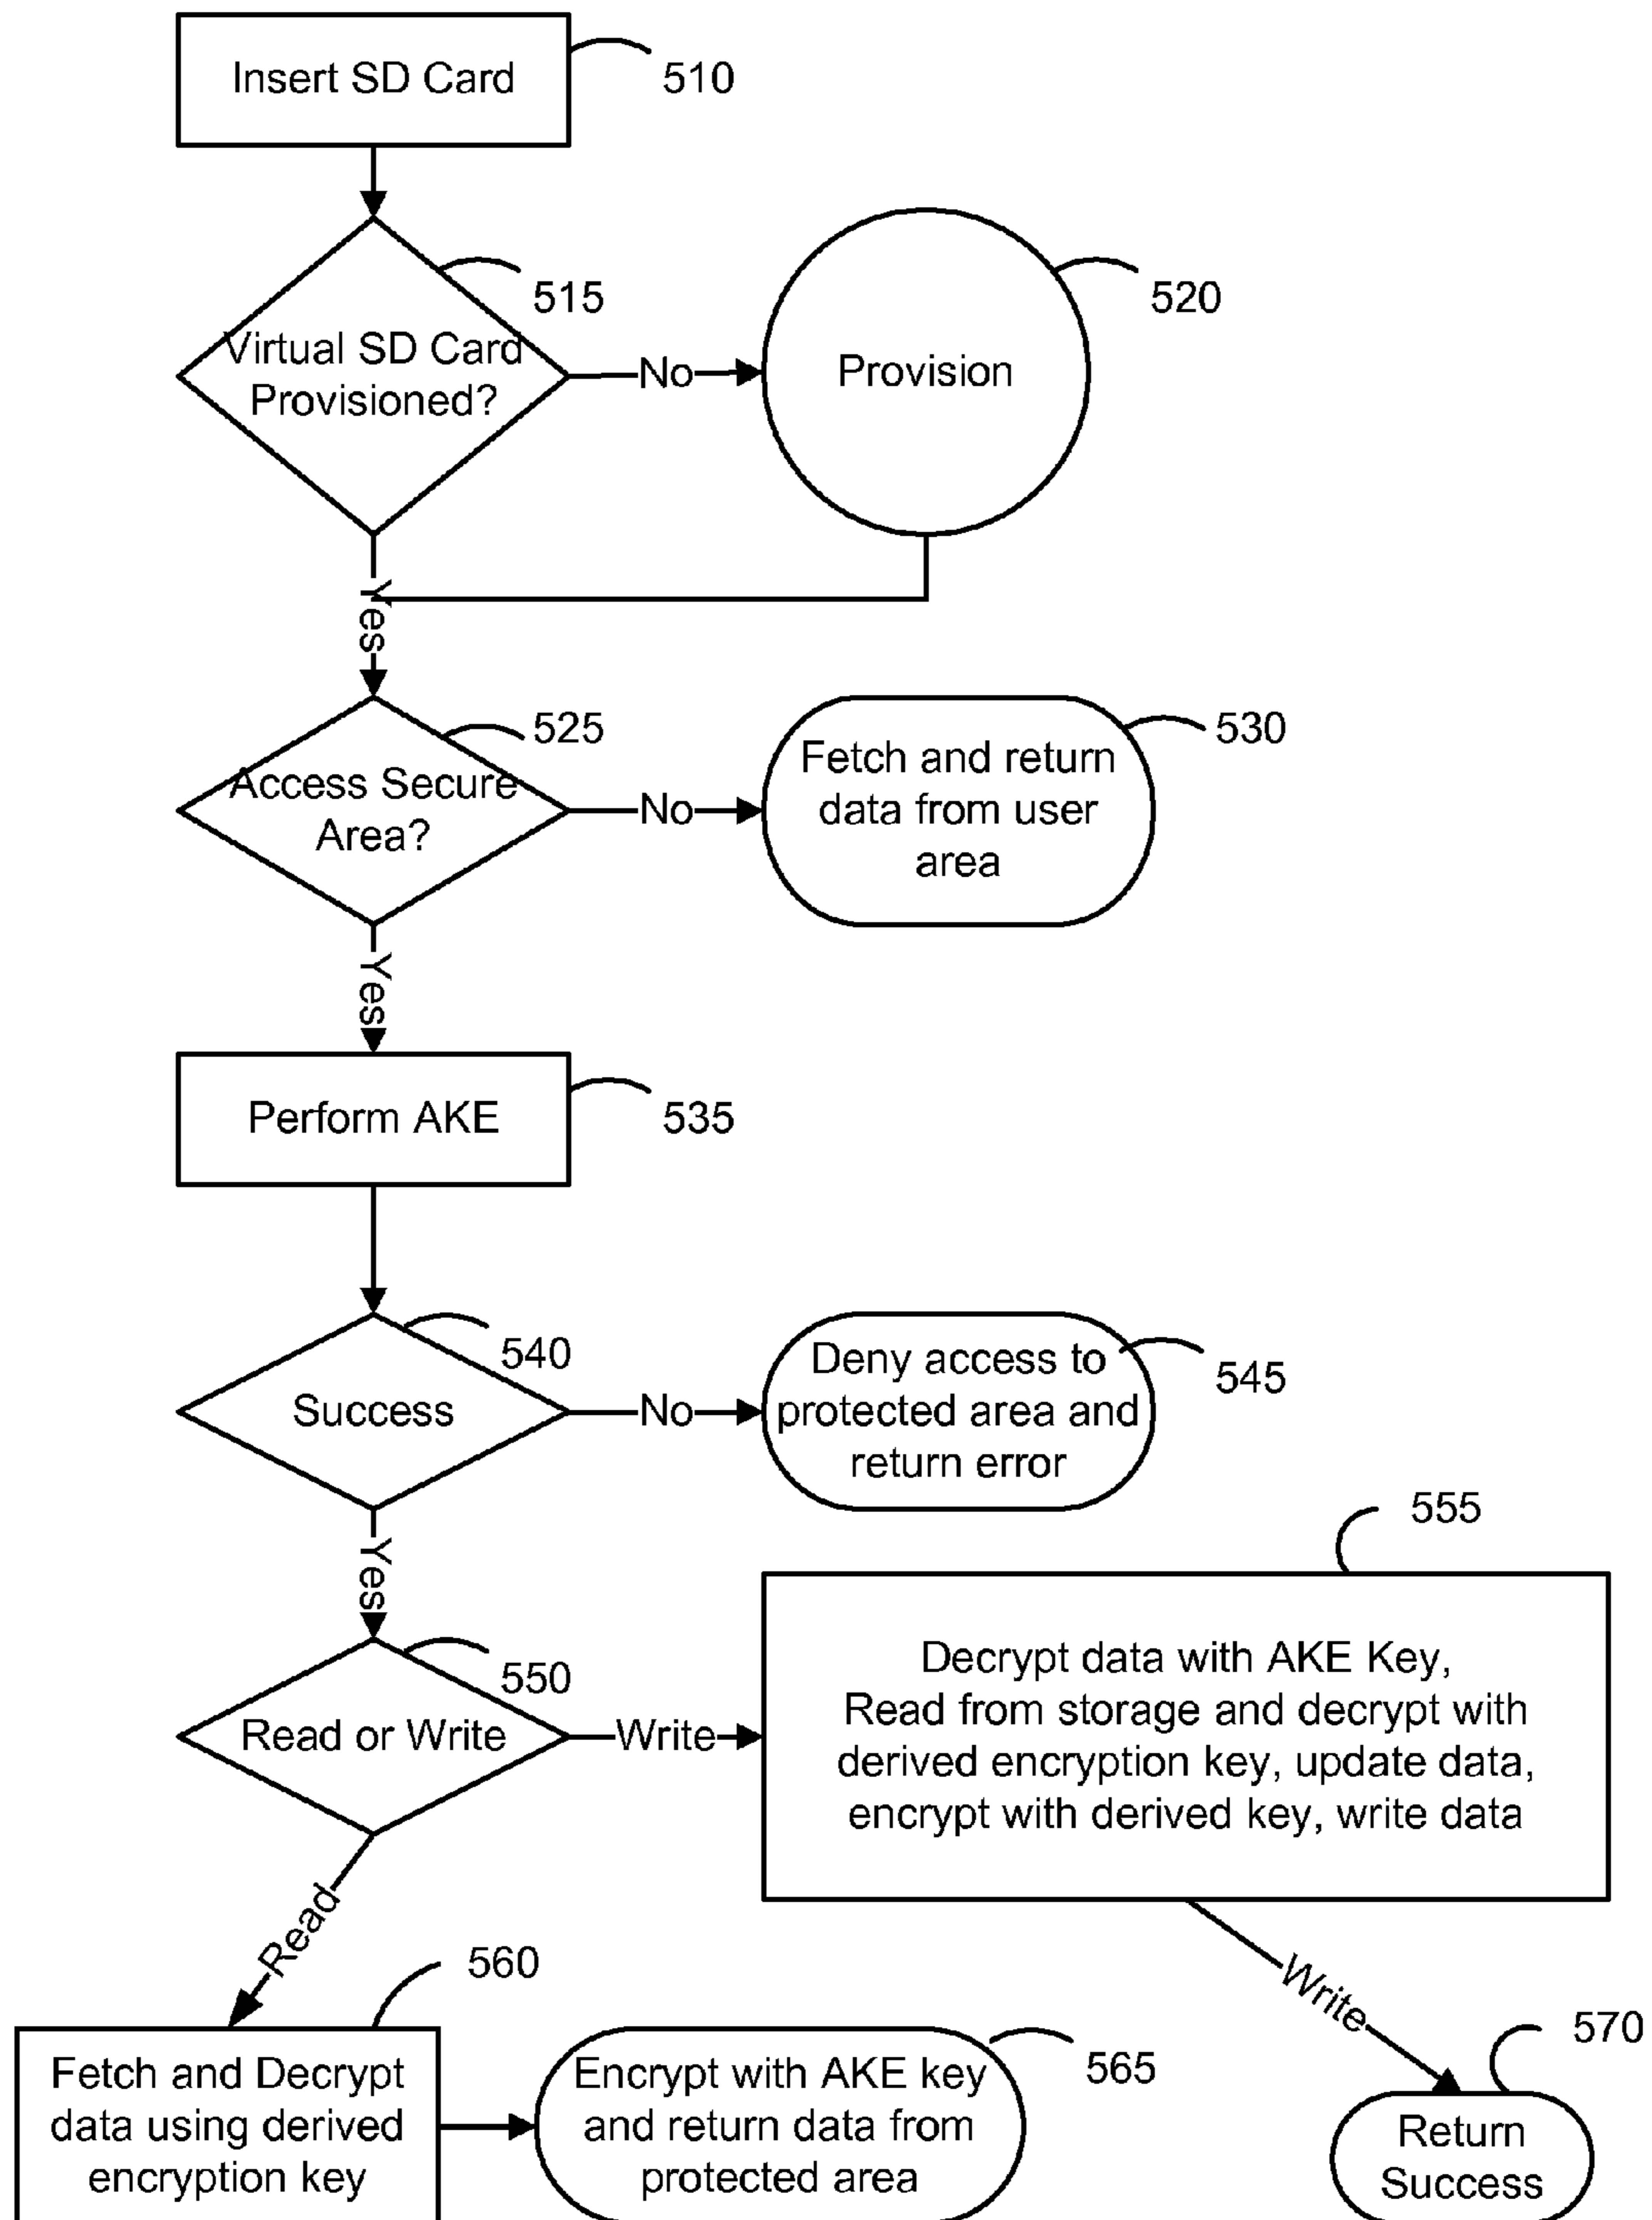 Insert SD Card
510
515
Virtual SD Card
Provisioned?
No
Provision
520
Yes
525
Access Secure
Area?
No
Fetch and return
data from user
area
530
Yes
Perform AKE
535
540
Success
No
Deny access to
protected area and
return error
545
Yes
550
Read or Write
Write
555
Decrypt data with AKE Key,
Read from storage and decrypt with
derived encryption key, update data,
encrypt with derived key, write data
Read
560
Fetch and Decrypt
data using derived
encryption key
Encrypt with AKE key
and return data from
protected area
565
Write
570
Return
Success